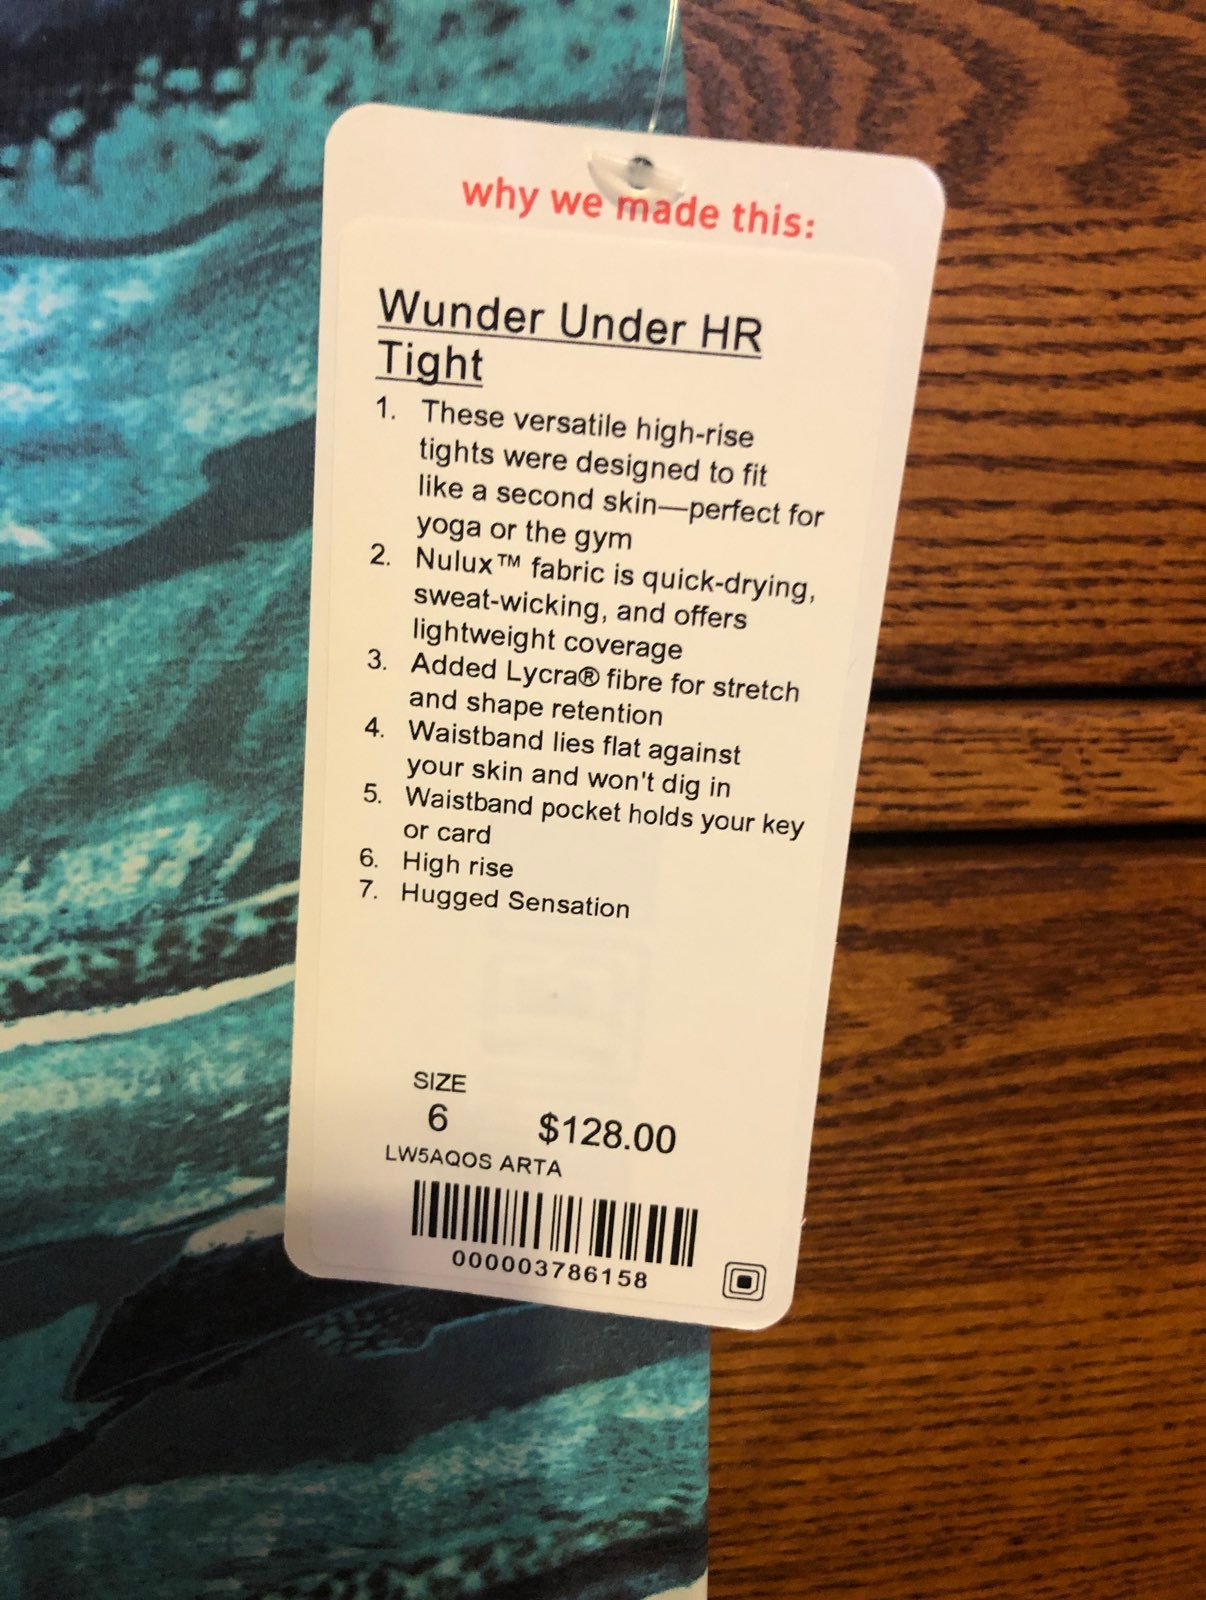 why we made this:
Wunder Under HR
Tight
1. These versatile high-rise
tights were designed to fit
like a second skin—perfect for
yoga or the gym
2. Nulux™ fabric is quick-drying,
sweat-wicking, and offers
lightweight coverage
3. Added Lycra® fibre for stretch
and shape retention
4. Waistband lies flat against
your skin and won't dig in
5. Waistband pocket holds your key
or card
6. High rise
7. Hugged Sensation
SIZE
6 $128.00
LW5AQOS ARTA
000003786158